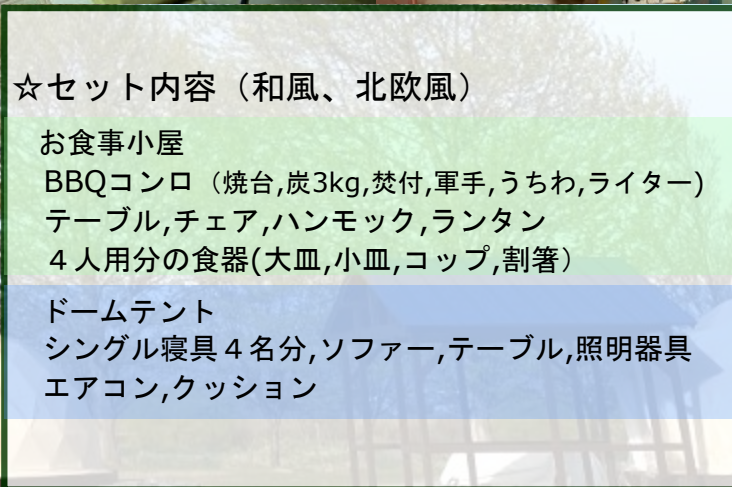 ☆セット内容（和風、北欧風）
お食事小屋
BBQコンロ（焼台,炭3kg,焚付,軍手,うちわ,ライター)
テーブル,チェア,ハンモック,ランタン
４人用分の食器(大皿,小皿,コップ,割箸）
ドームテント
シングル寝具４名分,ソファー,テーブル,照明器具
エアコン,クッション